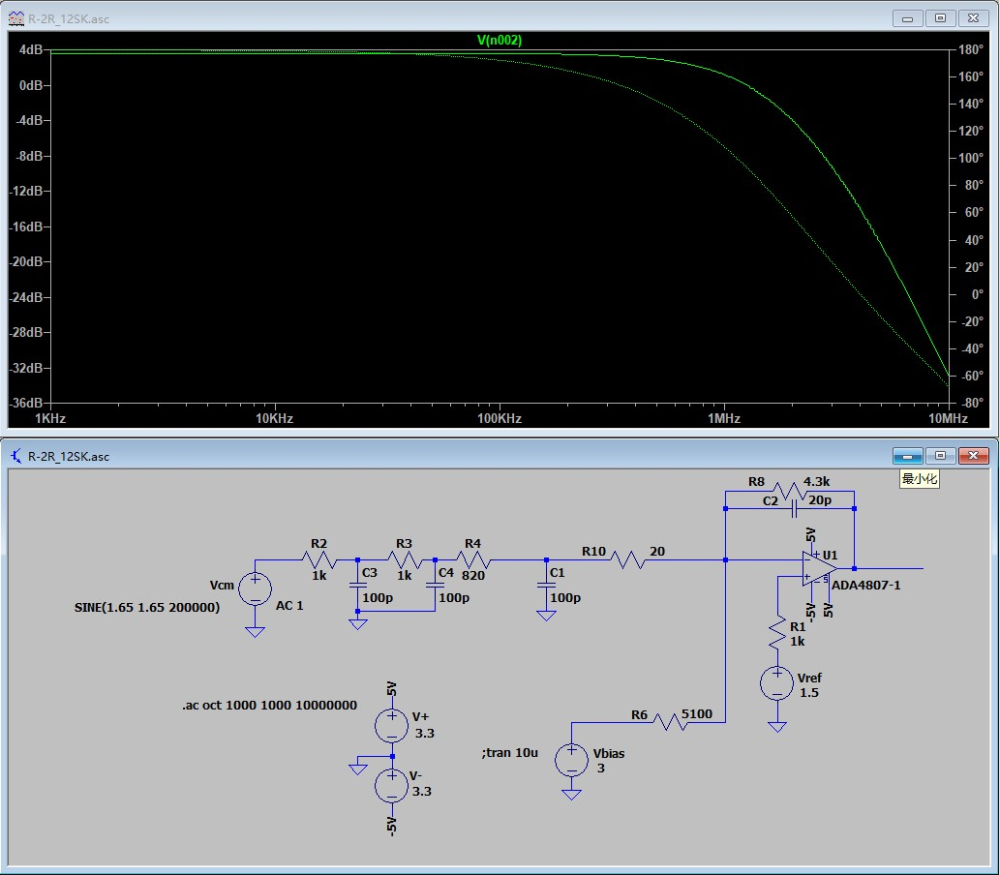 R-2R_12SK.asc
V(n002)
4dB
0dB
-4dB
-8dB
-12dB
-16dB
-20dB
-24dB
-28dB
-32dB
-36dB
180°
160°
140°
120°
100°
80°
60°
40°
20°
0°
-20°
-40°
-60°
-80°
1KHz 10KHz 100KHz 1MHz 10MHz
R-2R_12SK.asc
最小化
R8 4.3k
C2 20p
5V
R2 R3 R4 R10 20
U1
1k C3 1k C4 820 C1
Vcm
100p 100p 100p
ADA4807-1
SINE(1.65 1.65 200000) AC 1
-5V 5V
R1
1k
Vref
1.5
5V
.ac oct 1000 1000 10000000
V+
3.3
R6 5100
;tran 10u
Vbias
3
V-
3.3
-5V